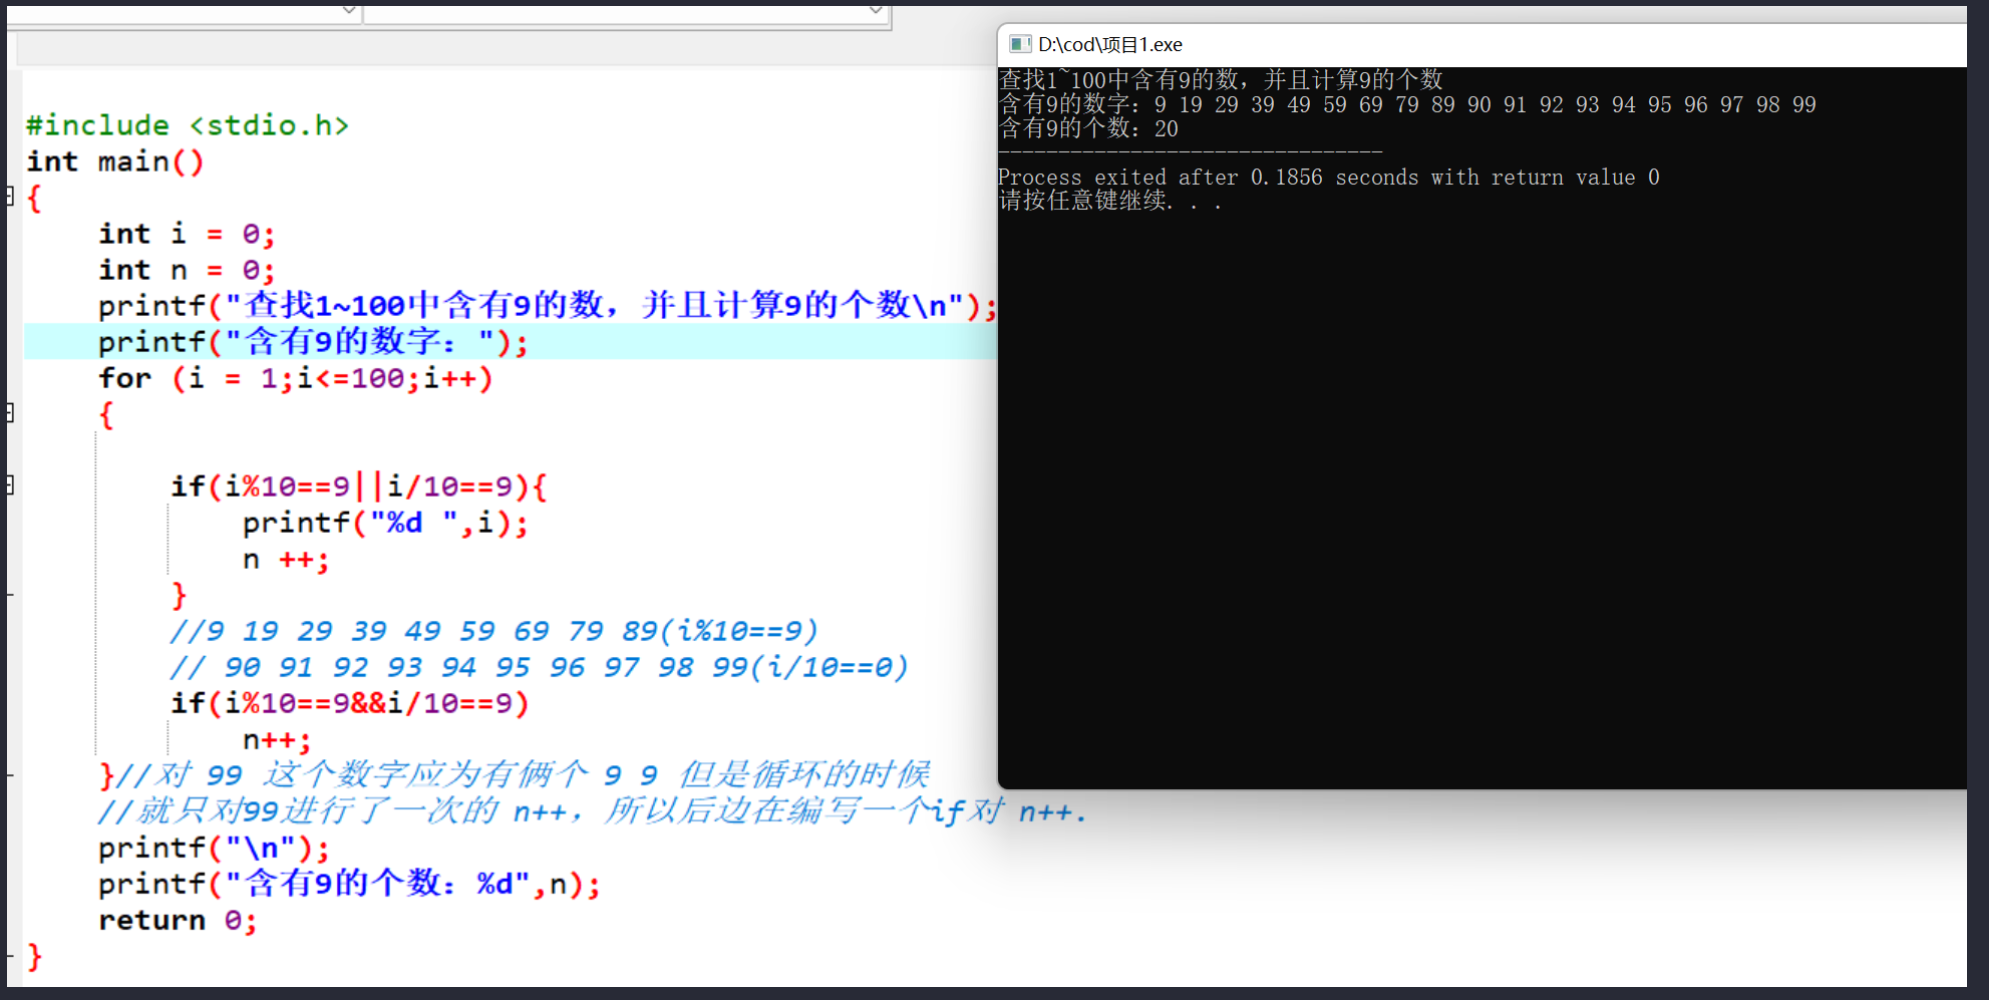 #include <stdio.h>
int main()
{
int i = 0;
int n = 0;
printf("查找1~100中含有9的数，并且计算9的个数\n");
printf("含有9的数字：");
for (i = 1;i<=100;i++)
{
if(i%10==9||i/10==9){
printf("%d ",i);
n ++;
}
//9 19 29 39 49 59 69 79 89(i%10==9)
// 90 91 92 93 94 95 96 97 98 99(i/10==0)
if(i%10==9&&i/10==9)
n++;
}//对 99 这个数字应为有俩个 9 9 但是循环的时候
//就只对99进行了一次的 n++，所以后边在编写一个if对 n++.
printf("\n");
printf("含有9的个数：%d",n);
return 0;
}
D:\cod\项目1.exe
查找1~100中含有9的数，并且计算9的个数
含有9的数字：9 19 29 39 49 59 69 79 89 90 91 92 93 94 95 96 97 98 99
含有9的个数：20
--------------------------------
Process exited after 0.1856 seconds with return value 0
请按任意键继续. . .